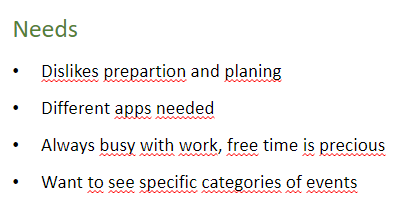 Needs
• Dislikes prepartion and planing
• Different apps needed
• Always busy with work, free time is precious
• Want to see specific categories of events